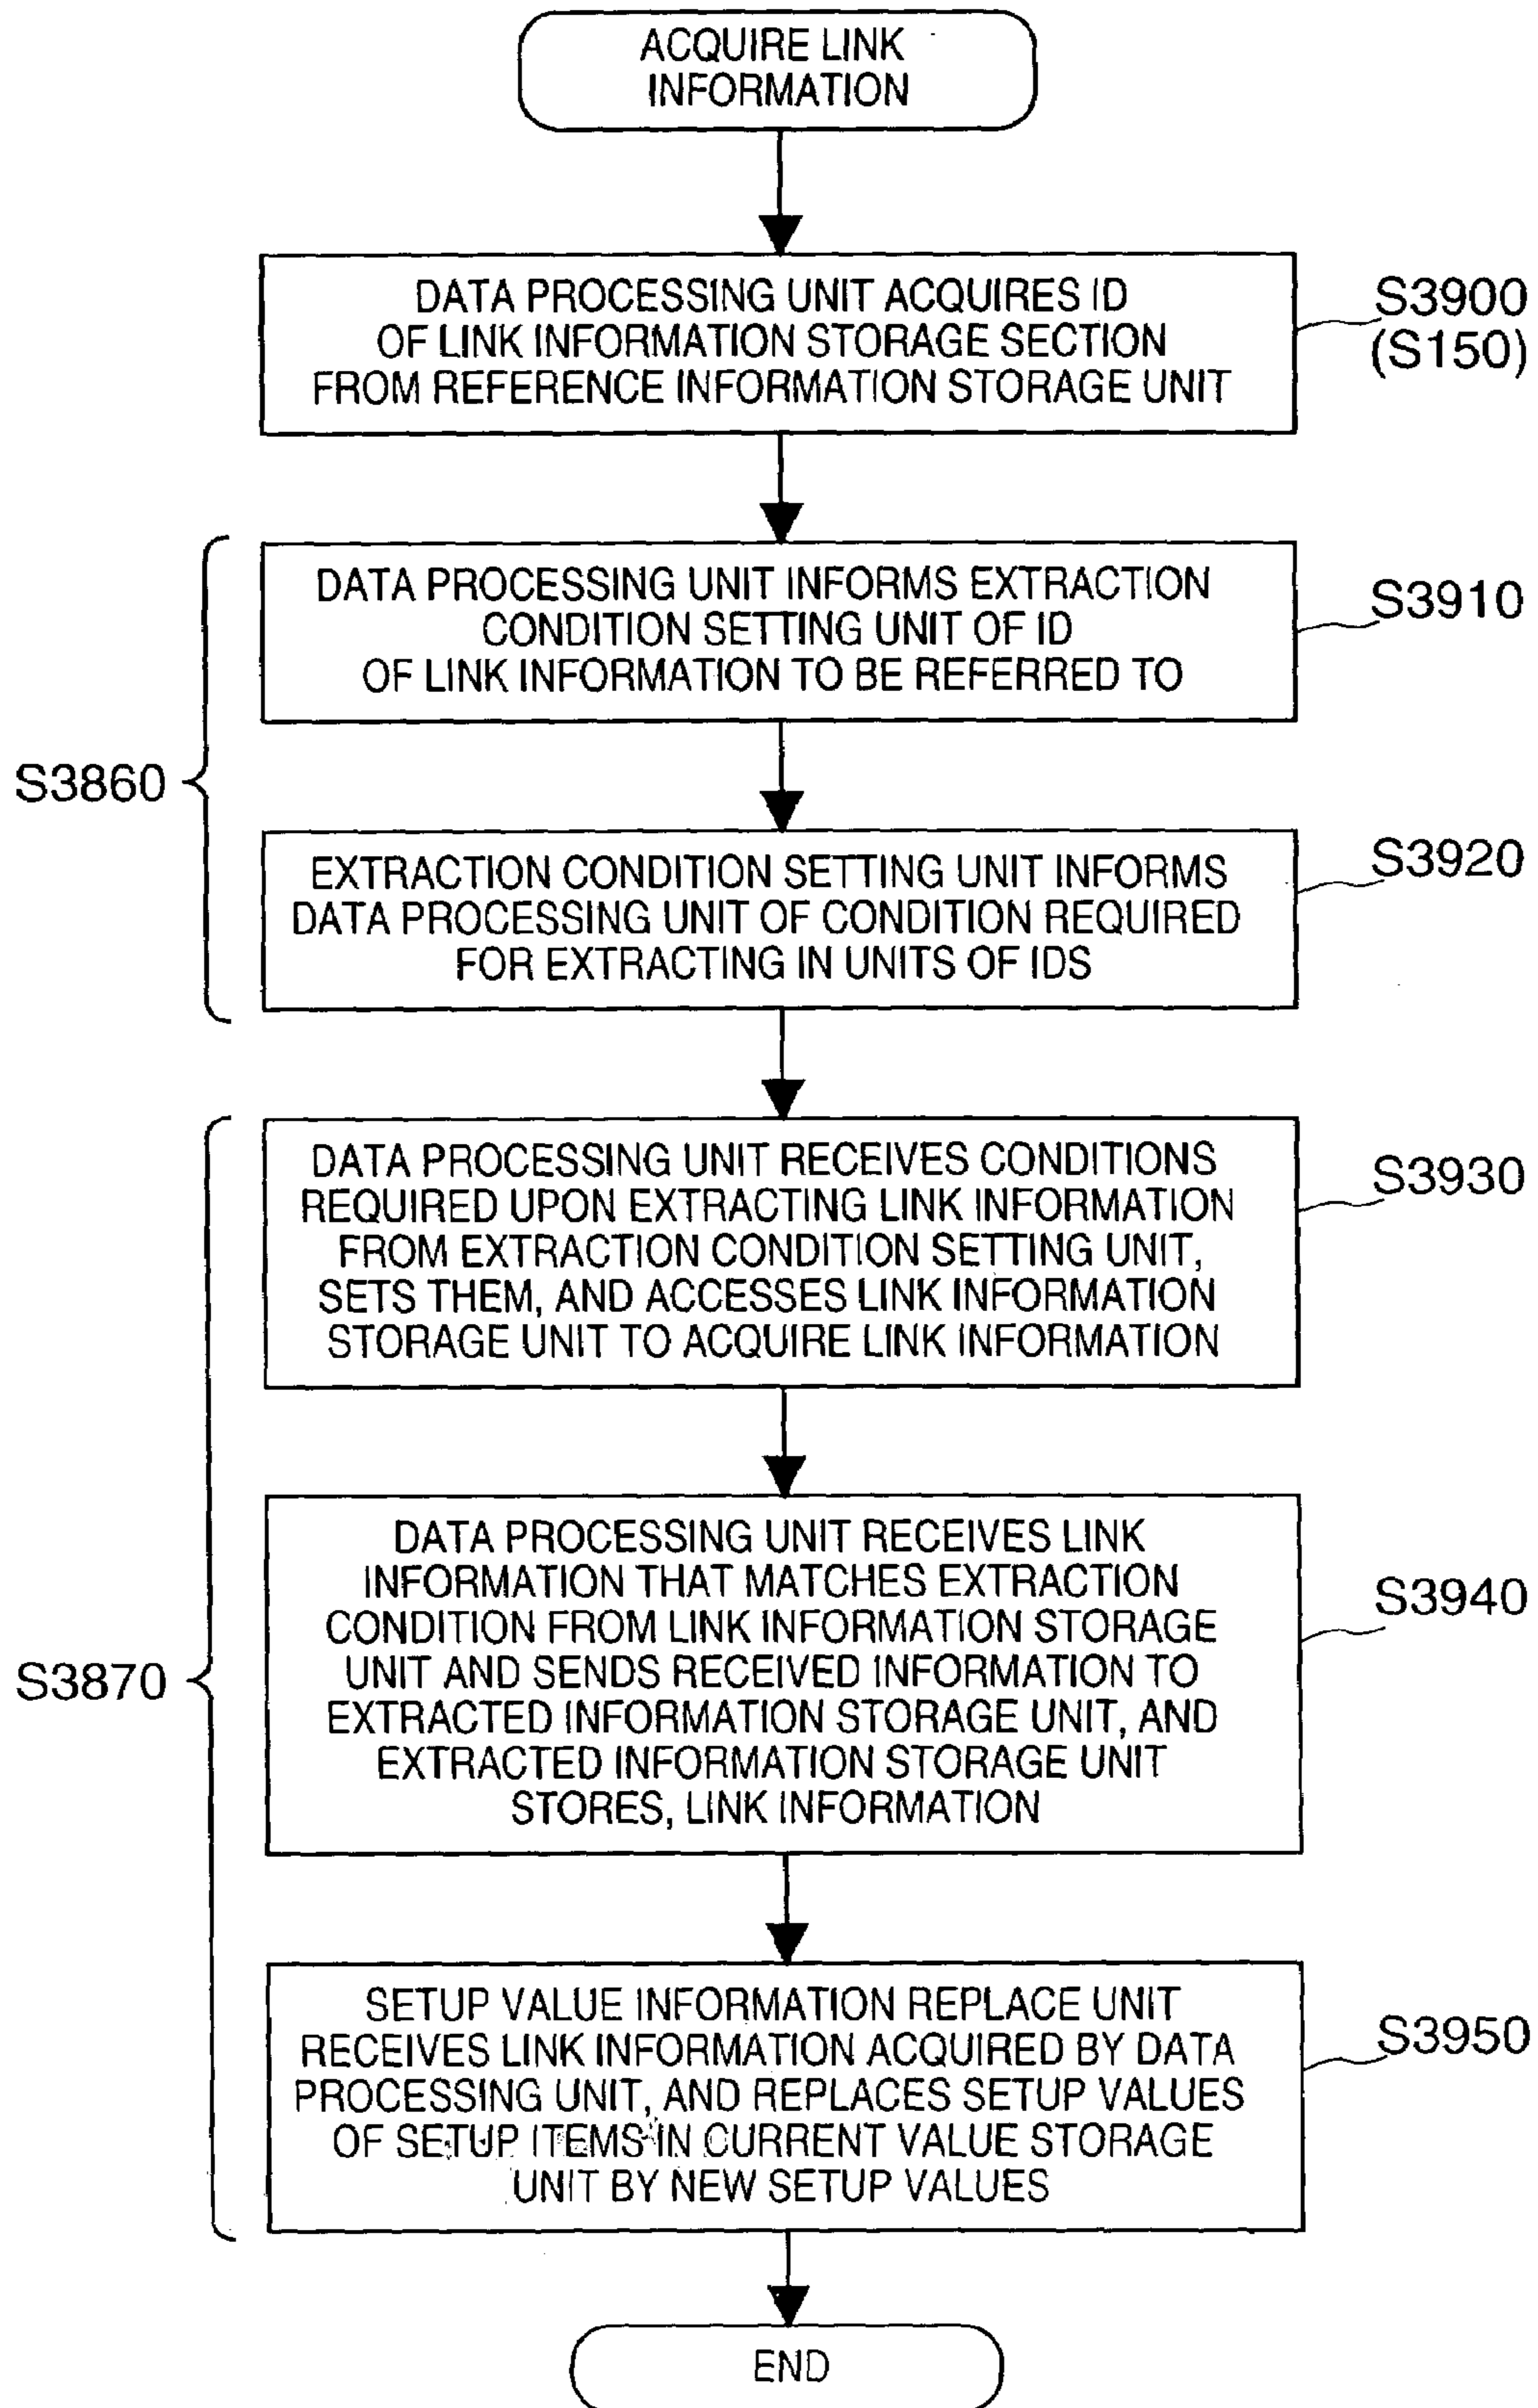 ACQUIRE LINK
INFORMATION
DATA PROCESSING UNIT ACQUIRES ID
OF LINK INFORMATION STORAGE SECTION
FROM REFERENCE INFORMATION STORAGE UNIT
S3900
(S150)
DATA PROCESSING UNIT INFORMS EXTRACTION
CONDITION SETTING UNIT OF ID
OF LINK INFORMATION TO BE REFERRED TO
S3910
S3860
EXTRACTION CONDITION SETTING UNIT INFORMS
DATA PROCESSING UNIT OF CONDITION REQUIRED
FOR EXTRACTING IN UNITS OF IDS
S3920
DATA PROCESSING UNIT RECEIVES CONDITIONS
REQUIRED UPON EXTRACTING LINK INFORMATION
FROM EXTRACTION CONDITION SETTING UNIT,
SETS THEM, AND ACCESSES LINK INFORMATION
STORAGE UNIT TO ACQUIRE LINK INFORMATION
S3930
DATA PROCESSING UNIT RECEIVES LINK
INFORMATION THAT MATCHES EXTRACTION
CONDITION FROM LINK INFORMATION STORAGE
UNIT AND SENDS RECEIVED INFORMATION TO
EXTRACTED INFORMATION STORAGE UNIT, AND
EXTRACTED INFORMATION STORAGE UNIT
STORES, LINK INFORMATION
S3940
S3870
SETUP VALUE INFORMATION REPLACE UNIT
RECEIVES LINK INFORMATION ACQUIRED BY DATA
PROCESSING UNIT, AND REPLACES SETUP VALUES
OF SETUP ITEMS IN CURRENT VALUE STORAGE
UNIT BY NEW SETUP VALUES
S3950
END